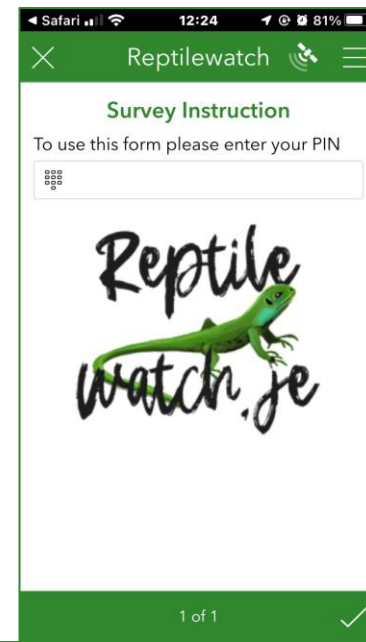 Safari 12:24 81%
Reptilewatch
Survey Instruction
To use this form please enter your PIN
Reptile
watch.je
1 of 1